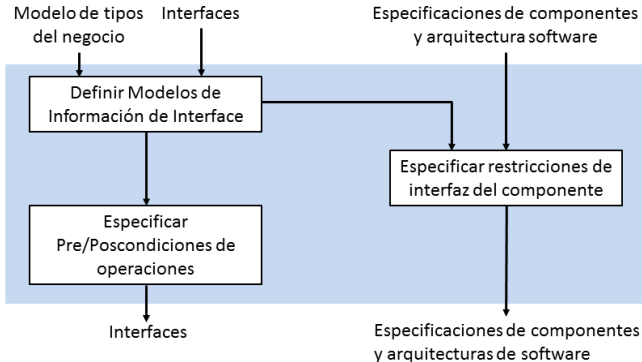 Modelo de tipos
del negocio
Interfaces
Especificaciones de componentes
y arquitectura software
Definir Modelos de
Información de Interface
Especificar restricciones de
interfaz del componente
Especificar
Pre/Poscondiciones de
operaciones
Interfaces
Especificaciones de componentes
y arquitecturas de software